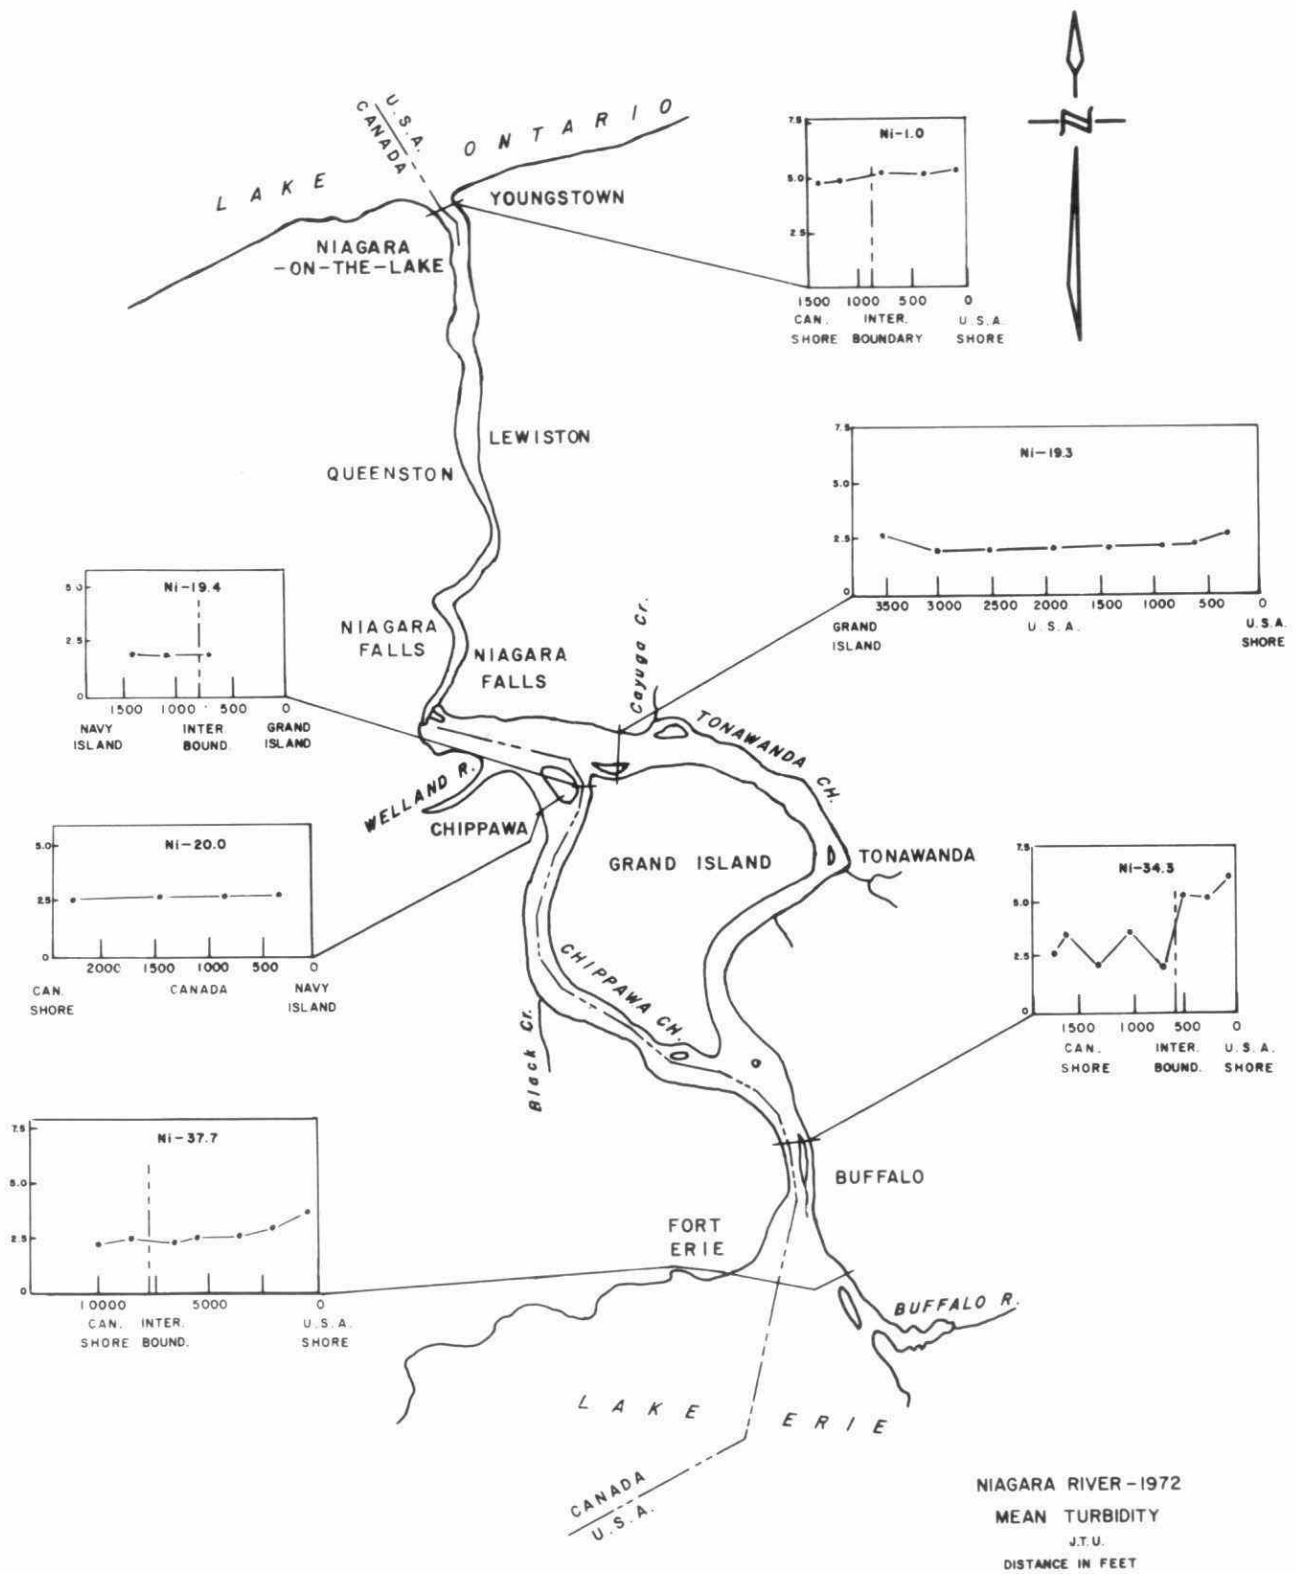 U.S.A.
CANADA
LAKE ONTARIO
YOUNGSTOWN
NIAGARA
-ON-THE-LAKE
N
7.5
Ni-1.0
5.0
2.5
1500 1000 500 0
CAN. INTER. U.S.A.
SHORE BOUNDARY SHORE
LEWISTON
QUEENSTON
7.5
Ni-19.3
5.0
2.5
0
3500 3000 2500 2000 1500 1000 500 0
GRAND U.S.A. U.S.A.
ISLAND SHORE
5.0
Ni-19.4
2.5
0
1500 1000 500 0
NAVY INTER. GRAND
ISLAND BOUND. ISLAND
NIAGARA
FALLS
NIAGARA
FALLS
Cayuga Cr.
TONAWANDA CH.
WELLAND R.
CHIPPAWA
GRAND ISLAND
TONAWANDA
5.0
Ni-20.0
2.5
0
2000 1500 1000 500 0
CAN. CANADA NAVY
SHORE ISLAND
7.5
Ni-34.3
5.0
2.5
0
1500 1000 500 0
CAN. INTER. U.S.A.
SHORE BOUND. SHORE
CHIPPAWA CH.
Black Cr.
7.5
Ni-37.7
5.0
2.5
0
10000 5000 0
CAN. INTER. U.S.A.
SHORE BOUND. SHORE
BUFFALO
FORT
ERIE
BUFFALO R.
LAKE ERIE
CANADA
U.S.A.
NIAGARA RIVER-1972
MEAN TURBIDITY
J.T.U.
DISTANCE IN FEET